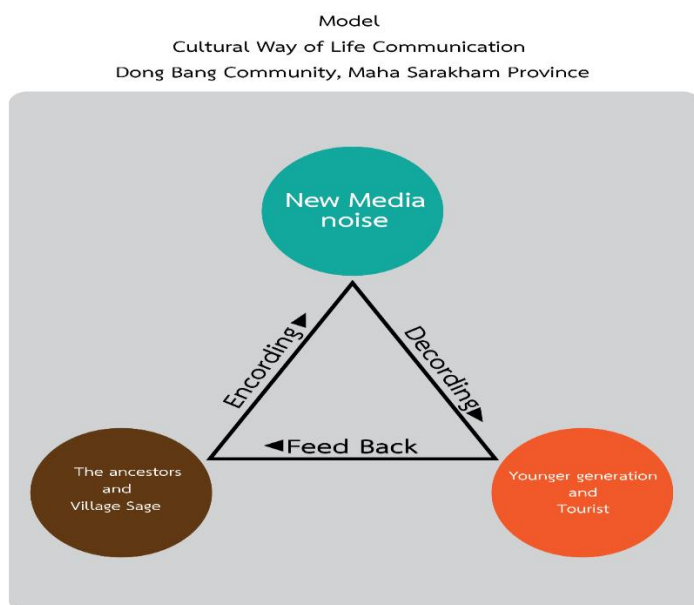 Model
Cultural Way of Life Communication
Dong Bang Community, Maha Sarakham Province
New Media
noise
Encording
Decording
Feed Back
The ancestors
and
Village Sage
Younger generation
and
Tourist